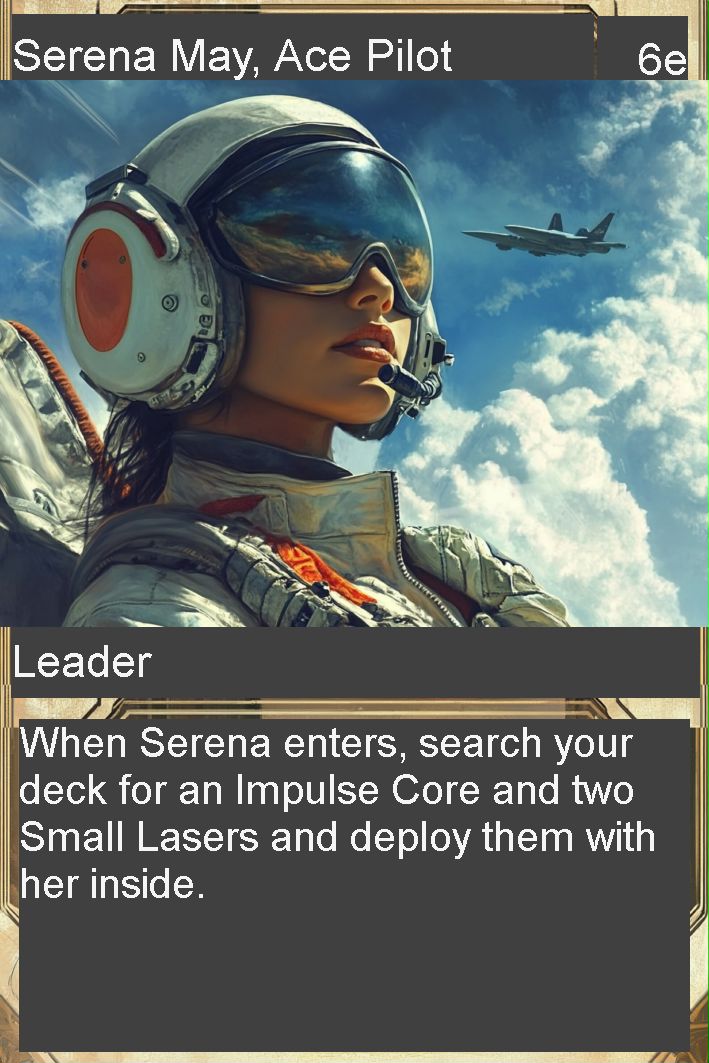 Serena May, Ace Pilot
6e
Leader
When Serena enters, search your
deck for an Impulse Core and two
Small Lasers and deploy them with
her inside.